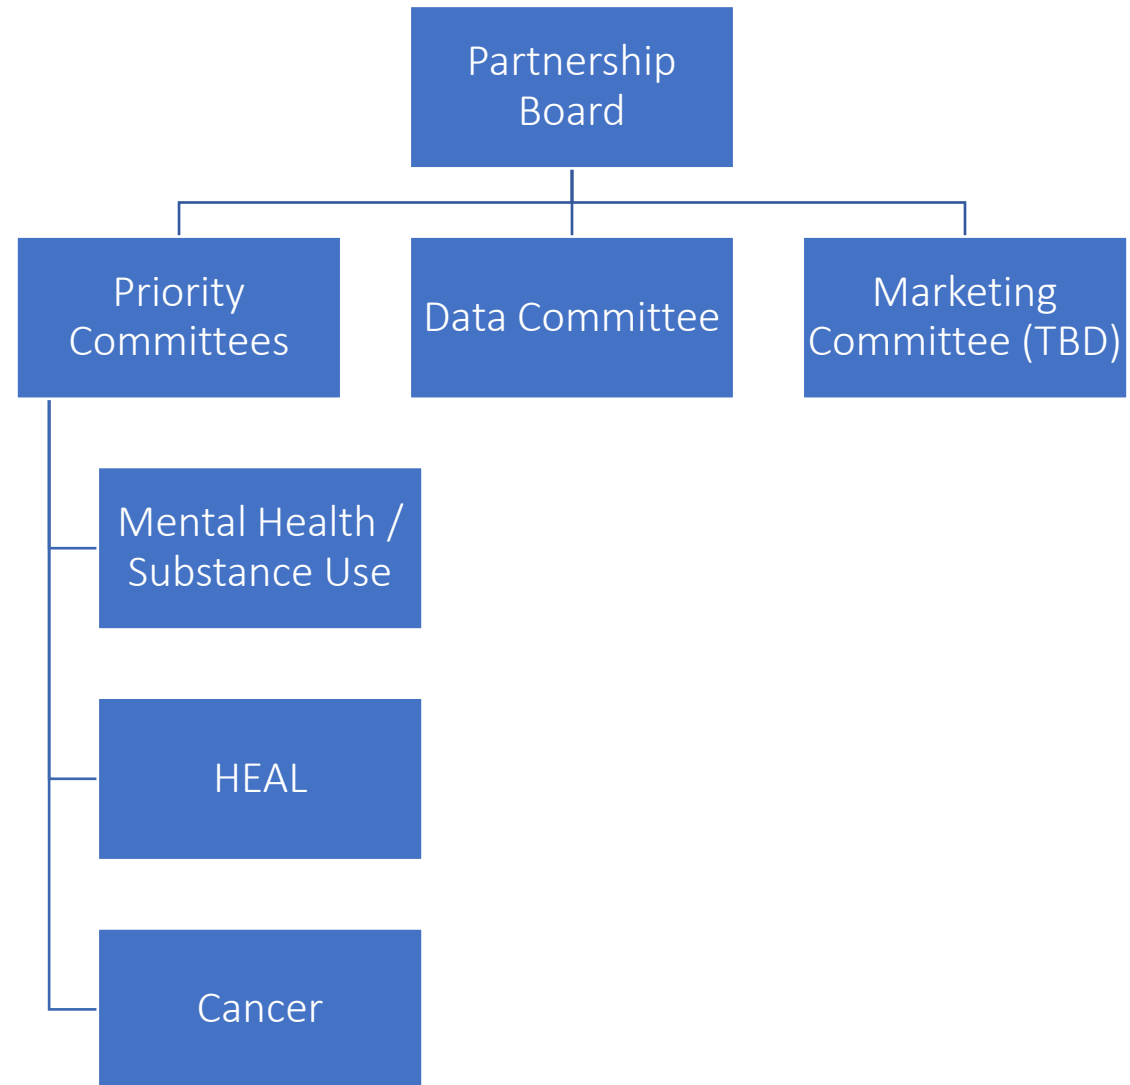 Partnership
Board
Priority
Committees
Data Committee
Marketing
Committee (TBD)
Mental Health /
Substance Use
HEAL
Cancer